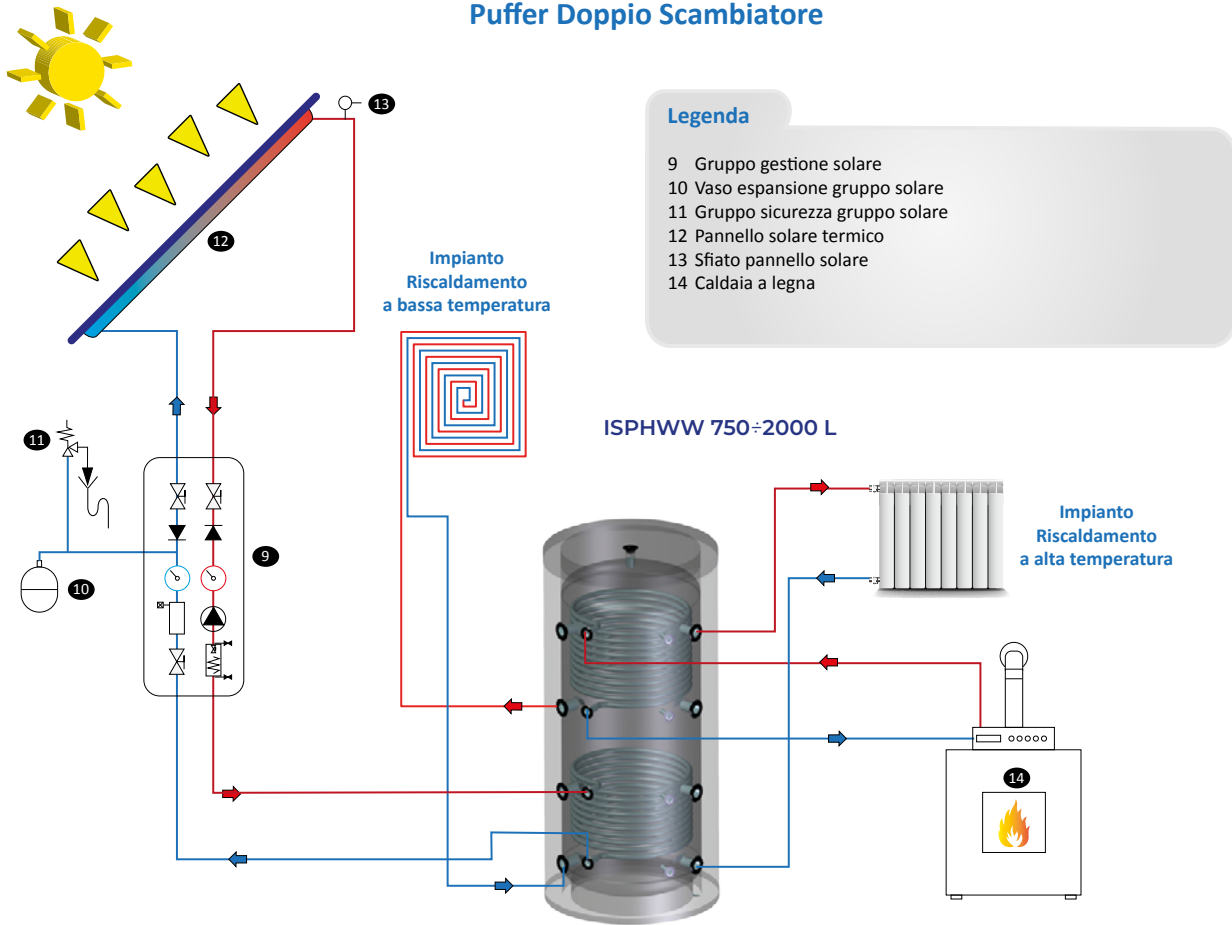 Puffer Doppio Scambiatore
13
Legenda
9 Gruppo gestione solare
10 Vaso espansione gruppo solare
11 Gruppo sicurezza gruppo solare
12 Pannello solare termico
13 Sfiato pannello solare
14 Caldaia a legna
12
Impianto
Riscaldamento
a bassa temperatura
ISPHWW 750÷2000 L
11
9
10
Impianto
Riscaldamento
a alta temperatura
14